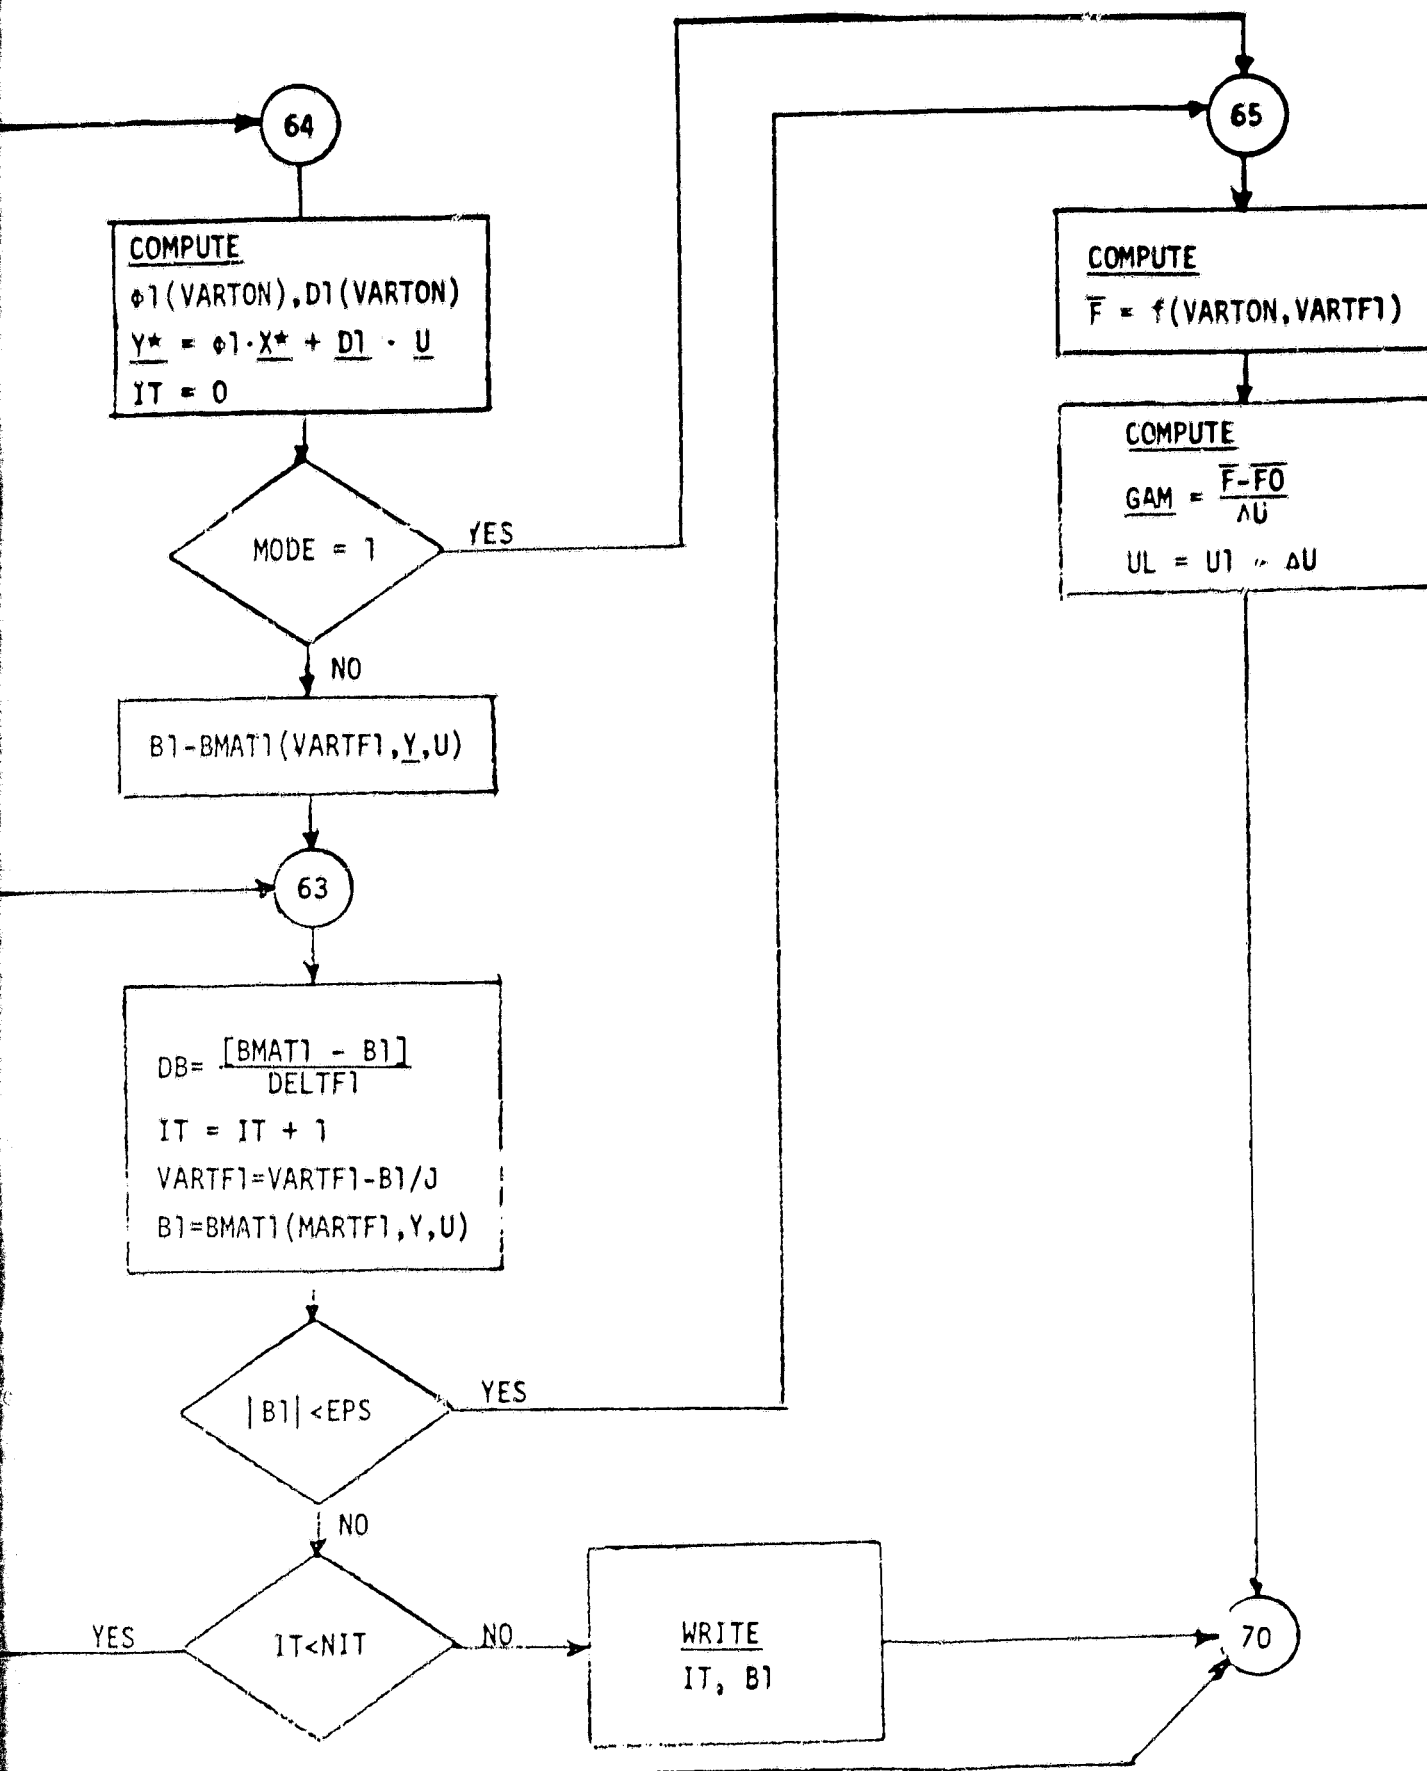 64
COMPUTE
Φ1(VARTON),D1(VARTON)
Y* = Φ1·X* + D1 · U
IT = 0
MODE = 1
YES
NO
B1-BMAT1(VARTF1,Y,U)
63
DB= [BMAT1 - B1]
DELTF1
IT = IT + 1
VARTF1=VARTF1-B1/J
B1=BMAT1(MARTF1,Y,U)
|B1|<EPS
YES
NO
IT<NIT
YES
NO
WRITE
IT, B1
65
COMPUTE
F̅ = f(VARTON,VARTF1)
COMPUTE
GAM = F̅-F̅O̅
ΔU
UL = U1 ΔU
70